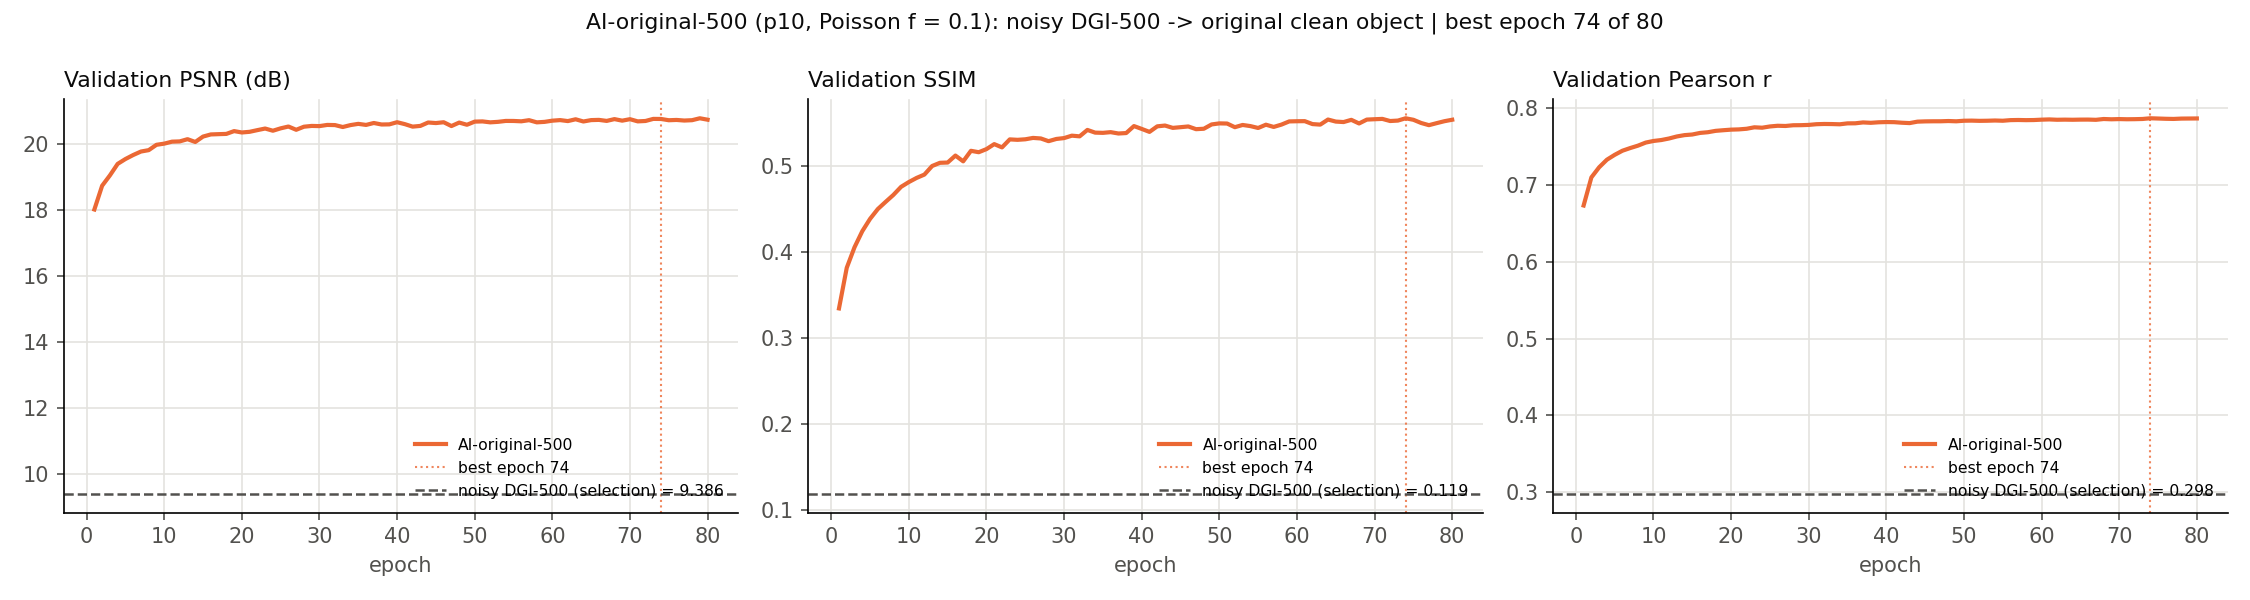 AI-original-500 (p10, Poisson f = 0.1): noisy DGI-500 -> original clean object | best epoch 74 of 80
Validation PSNR (dB)
20
18
16
14
12
10
AI-original-500
best epoch 74
noisy DGI-500 (selection) = 9.386
0 10 20 30 40 50 60 70 80
epoch
Validation SSIM
0.5
0.4
0.3
0.2
0.1
AI-original-500
best epoch 74
noisy DGI-500 (selection) = 0.119
0 10 20 30 40 50 60 70 80
epoch
Validation Pearson r
0.8
0.7
0.6
0.5
0.4
0.3
AI-original-500
best epoch 74
noisy DGI-500 (selection) = 0.298
0 10 20 30 40 50 60 70 80
epoch